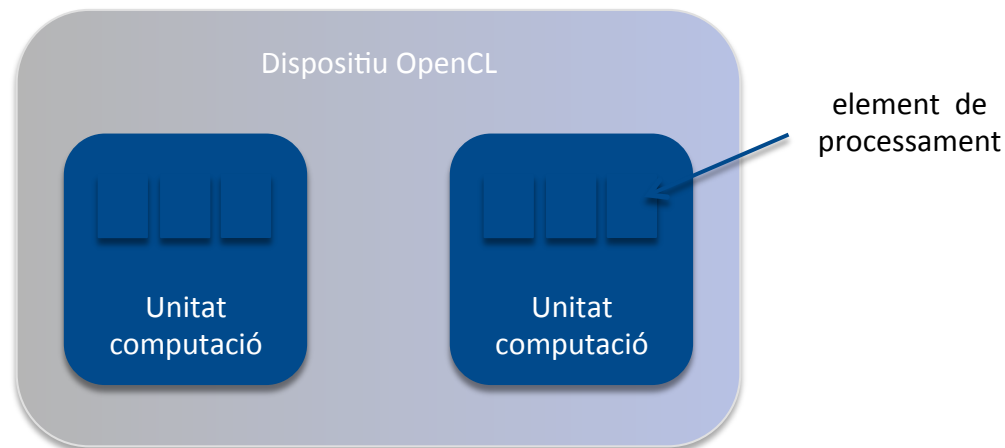 Dispositiu OpenCL
element de
processament
Unitat
computació
Unitat
computació